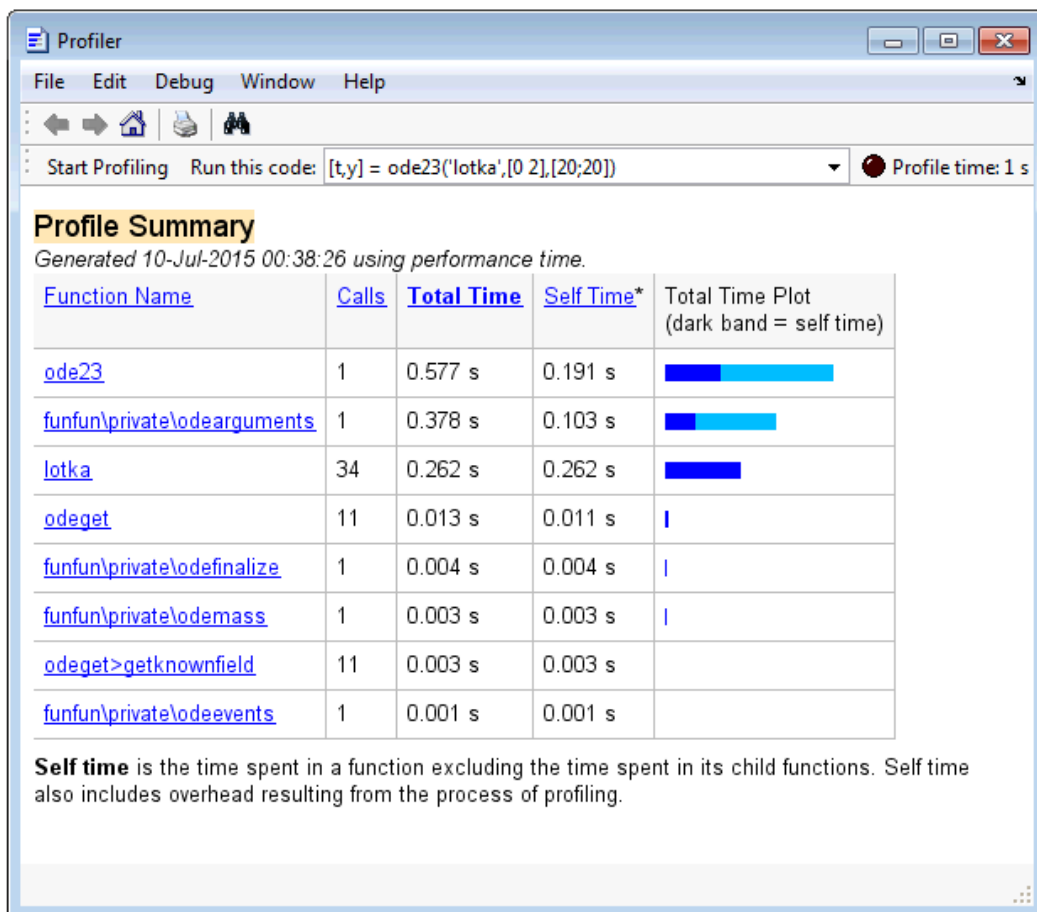 Profiler
File Edit Debug Window Help
Start Profiling Run this code: [t,y] = ode23('lotka',[0 2],[20;20]) Profile time: 1 s
Profile Summary
Generated 10-Jul-2015 00:38:26 using performance time.
Function Name Calls Total Time Self Time* Total Time Plot
(dark band = self time)
ode23 1 0.577 s 0.191 s
funfun\private\odearguments 1 0.378 s 0.103 s
lotka 34 0.262 s 0.262 s
odeget 11 0.013 s 0.011 s
funfun\private\odefinalize 1 0.004 s 0.004 s
funfun\private\odemass 1 0.003 s 0.003 s
odeget>getknownfield 11 0.003 s 0.003 s
funfun\private\odeevents 1 0.001 s 0.001 s
Self time is the time spent in a function excluding the time spent in its child functions. Self time
also includes overhead resulting from the process of profiling.